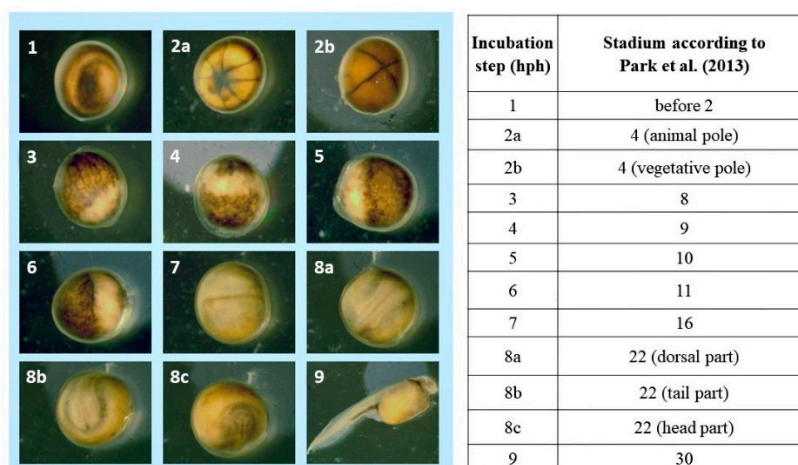 1
2a
2b
3
4
5
6
7
8a
8b
8c
9
Incubation step (hph) Stadium according to Park et al. (2013)
1 before 2
2a 4 (animal pole)
2b 4 (vegetative pole)
3 8
4 9
5 10
6 11
7 16
8a 22 (dorsal part)
8b 22 (tail part)
8c 22 (head part)
9 30